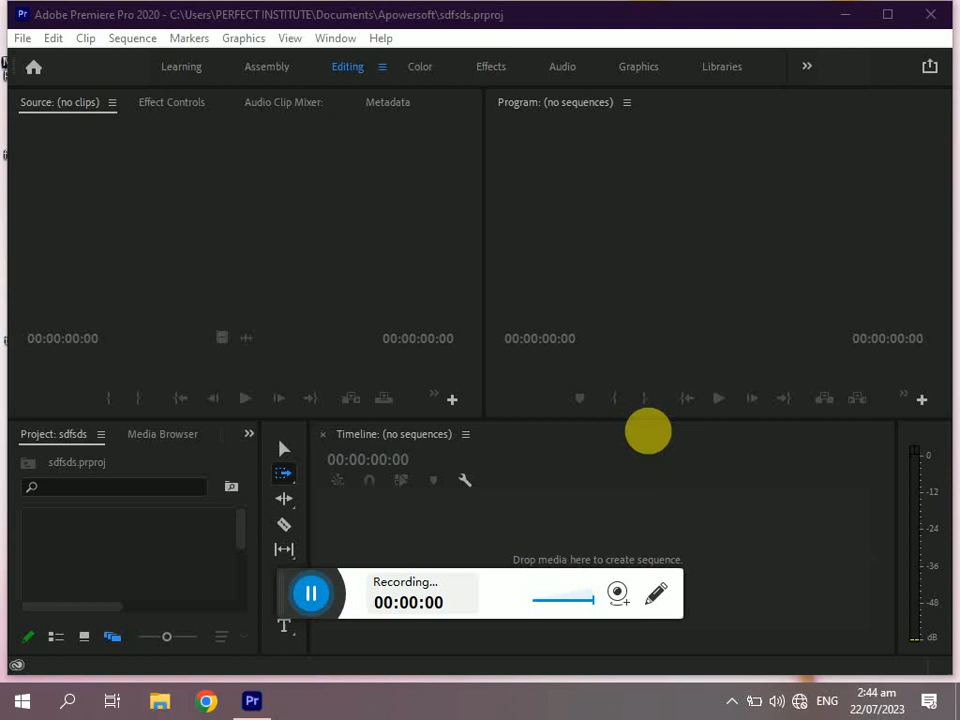 Pr Adobe Premiere Pro 2020 - C:\Users\PERFECT INSTITUTE\Documents\Apowersoft\sdfsds.prproj
File Edit Clip Sequence Markers Graphics View Window Help
Learning Assembly Editing Color Effects Audio Graphics Libraries
Source: (no clips) Effect Controls Audio Clip Mixer: Metadata Program: (no sequences)
00:00:00:00 00:00:00:00 00:00:00:00 00:00:00:00
Project: sdfsds Media Browser Timeline: (no sequences)
sdfsds.prproj 00:00:00:00
0
-12
-24
-36
-48
dB
Drop media here to create sequence.
Recording...
00:00:00
T
Pr ENG 2:44 am
22/07/2023